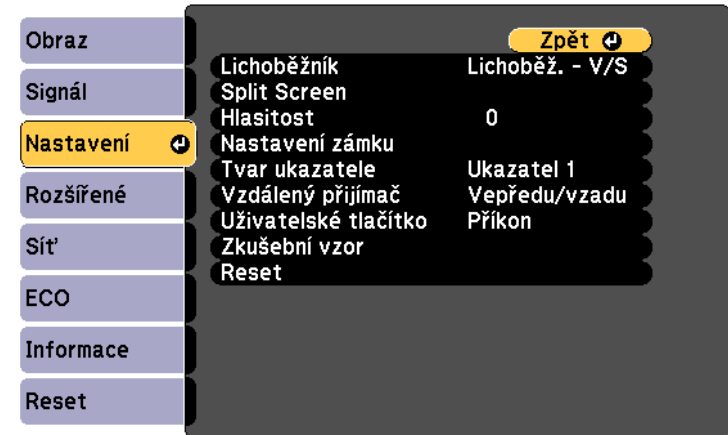 Obraz
Signál
Nastavení
Rozšířené
Síť
ECO
Informace
Reset
Zpět
Lichoběžník Lichoběž. - V/S
Split Screen
Hlasitost 0
Nastavení zámku
Tvar ukazatele Ukazatel 1
Vzdálený přijímač Vepředu/vzadu
Uživatelské tlačítko Příkon
Zkušební vzor
Reset